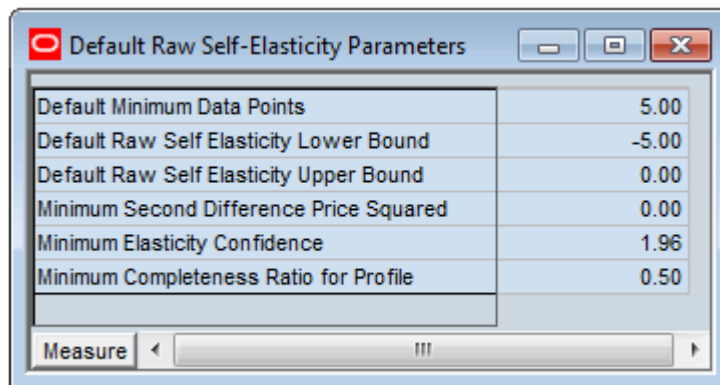 Default Raw Self-Elasticity Parameters
Default Minimum Data Points 5.00
Default Raw Self Elasticity Lower Bound -5.00
Default Raw Self Elasticity Upper Bound 0.00
Minimum Second Difference Price Squared 0.00
Minimum Elasticity Confidence 1.96
Minimum Completeness Ratio for Profile 0.50
Measure